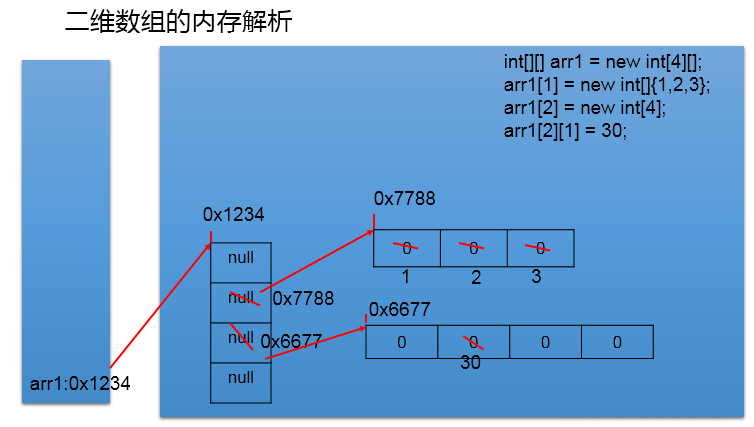 二维数组的内存解析
int[][] arr1 = new int[4][];
arr1[1] = new int[]{1,2,3};
arr1[2] = new int[4];
arr1[2][1] = 30;
0x7788
0x1234
0 0 0
1 2 3
null
null 0x7788
0x6677
null 0x6677
0 0 0 0
30
null
arr1:0x1234